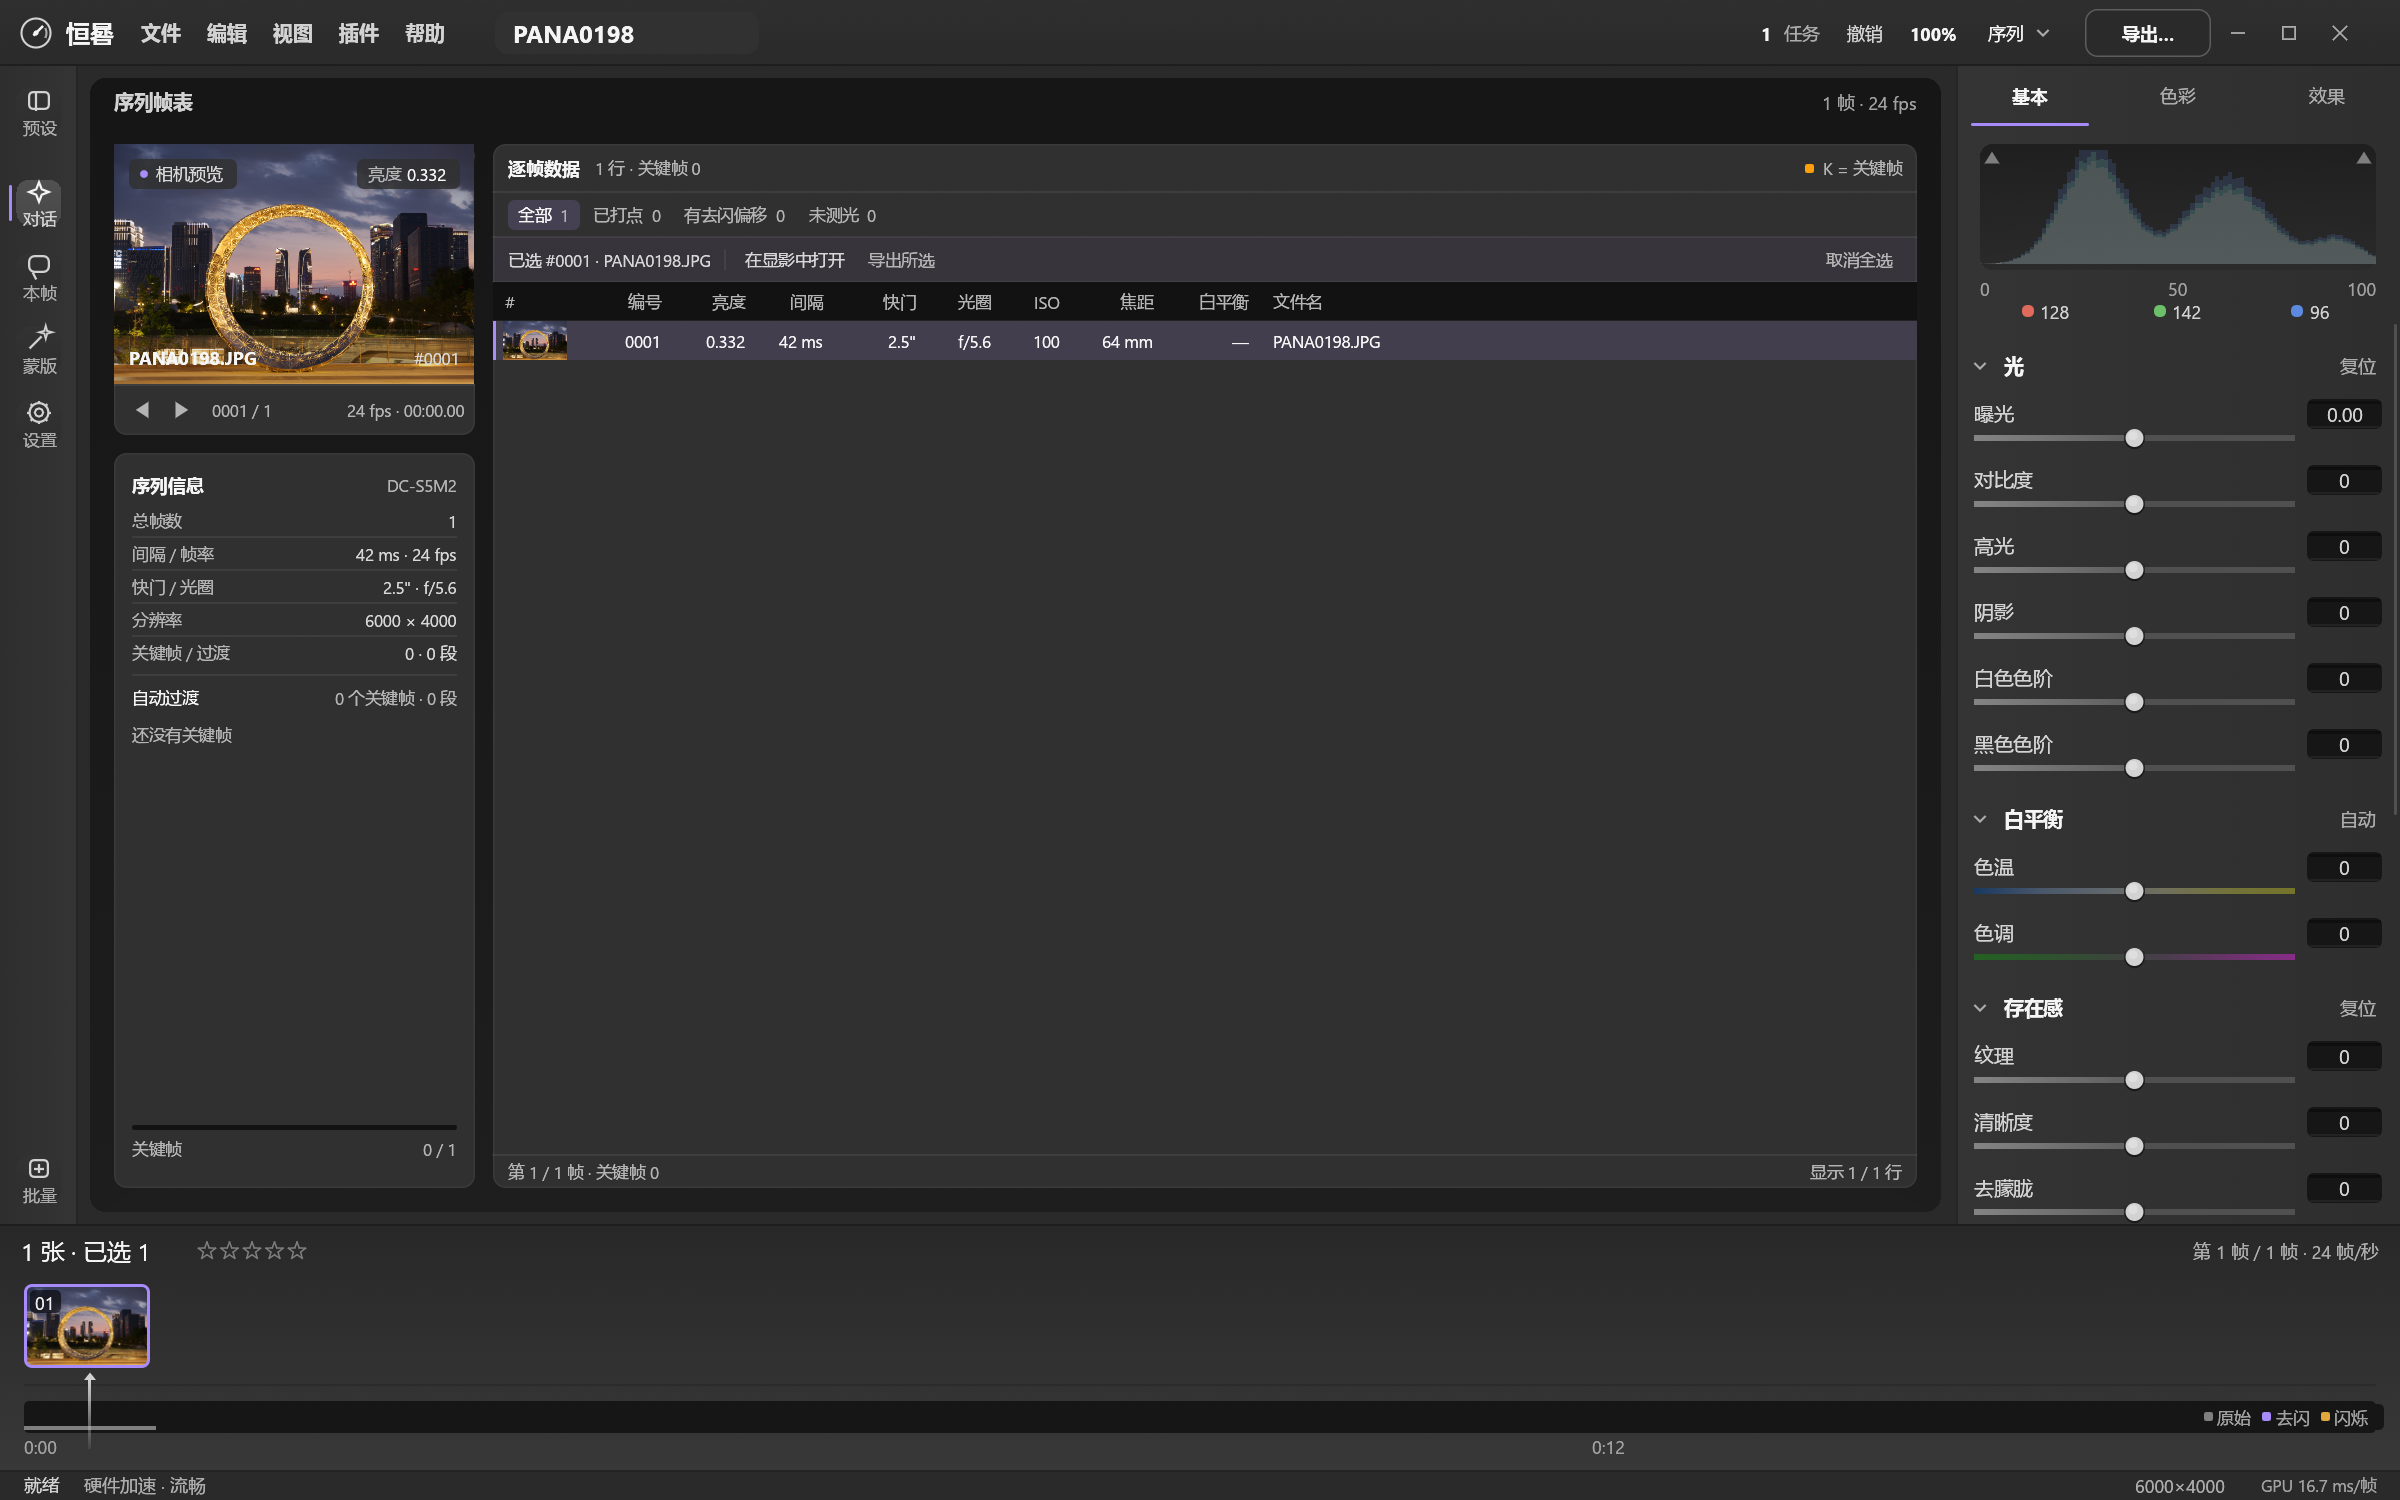 恒晷 文件 编辑 视图 插件 帮助 PANA0198 1 任务 撤销 100% 序列 导出...
预设
对话
本帧
蒙版
设置
批量
序列帧表 1 帧 · 24 fps
相机预览 亮度 0.332
PANA0198.JPG #0001
0001 / 1 24 fps · 00:00.00
序列信息 DC-S5M2
总帧数 1
间隔 / 帧率 42 ms · 24 fps
快门 / 光圈 2.5" · f/5.6
分辨率 6000 × 4000
关键帧 / 过渡 0 · 0 段
自动过渡 0 个关键帧 · 0 段
还没有关键帧
关键帧 0 / 1
逐帧数据 1 行 · 关键帧 0 K = 关键帧
全部 1 已打点 0 有去闪偏移 0 未测光 0
已选 #0001 · PANA0198.JPG 在显影中打开 导出所选 取消全选
# 编号 亮度 间隔 快门 光圈 ISO 焦距 白平衡 文件名
0001 0.332 42 ms 2.5" f/5.6 100 64 mm — PANA0198.JPG
第 1 / 1 帧 · 关键帧 0 显示 1 / 1 行
基本 色彩 效果
0 50 100
128 142 96
光 复位
曝光 0.00
对比度 0
高光 0
阴影 0
白色色阶 0
黑色色阶 0
白平衡 自动
色温 0
色调 0
存在感 复位
纹理 0
清晰度 0
去朦胧 0
1 张 · 已选 1 ☆☆☆☆☆ 第 1 帧 / 1 帧 · 24 帧/秒
01
原始 去闪 闪烁
0:00 0:12
就绪 硬件加速 · 流畅 6000×4000 GPU 16.7 ms/帧